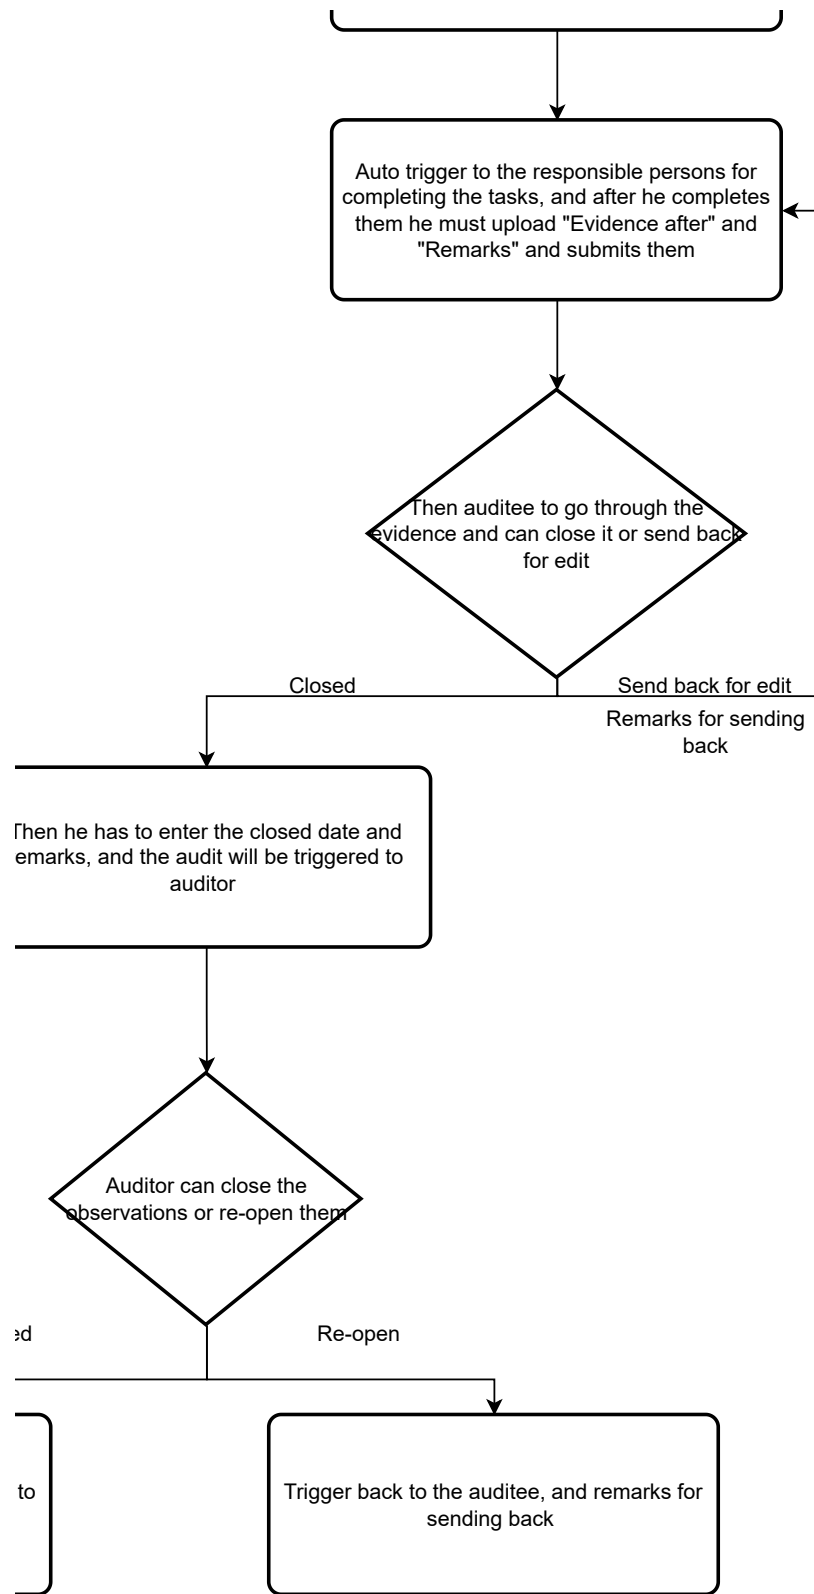 Auto trigger to the responsible persons for
completing the tasks, and after he completes
them he must upload "Evidence after" and
"Remarks" and submits them
Then auditee to go through the
evidence and can close it or send back
for edit
Closed
Send back for edit
Remarks for sending
back
Then he has to enter the closed date and
emarks, and the audit will be triggered to
auditor
Auditor can close the
observations or re-open them
ed
Re-open
to
Trigger back to the auditee, and remarks for
sending back